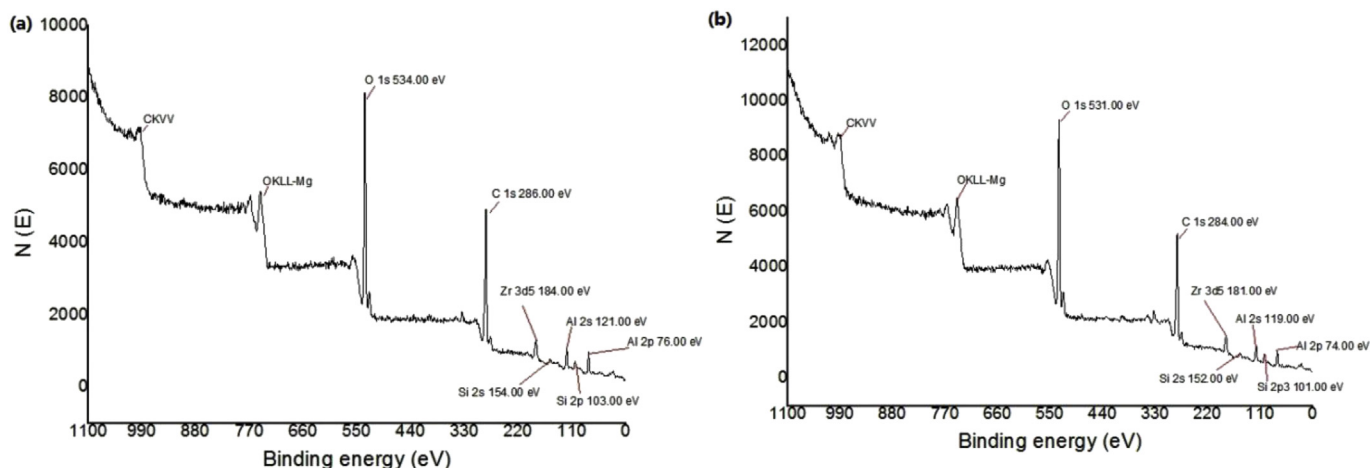 (a)
10000
8000
6000
4000
2000
0
N (E)
CKVV
OKLL-Mg
O 1s 534.00 eV
C 1s 286.00 eV
Zr 3d5 184.00 eV
Al 2s 121.00 eV
Al 2p 76.00 eV
Si 2s 154.00 eV
Si 2p 103.00 eV
1100 990 770 660 550 440 330 220 110 0
Binding energy (eV)
(b)
12000
10000
8000
6000
4000
2000
0
N (E)
CKVV
OKLL-Mg
O 1s 531.00 eV
C 1s 284.00 eV
Zr 3d5 181.00 eV
Al 2s 119.00 eV
Al 2p 74.00 eV
Si 2s 152.00 eV
Si 2p3 101.00 eV
1100 990 770 660 550 440 330 220 110 0
Binding energy (eV)